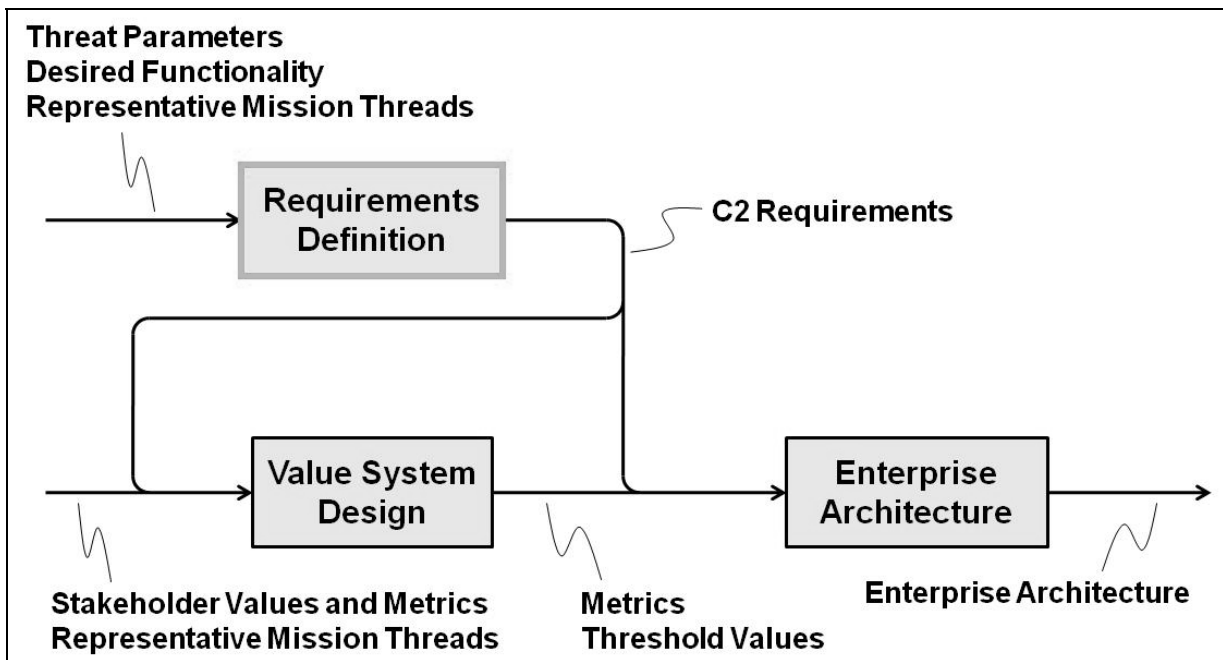 Threat Parameters
Desired Functionality
Representative Mission Threads
Requirements
Definition
C2 Requirements
Value System
Design
Enterprise
Architecture
Stakeholder Values and Metrics
Representative Mission Threads
Metrics
Threshold Values
Enterprise Architecture